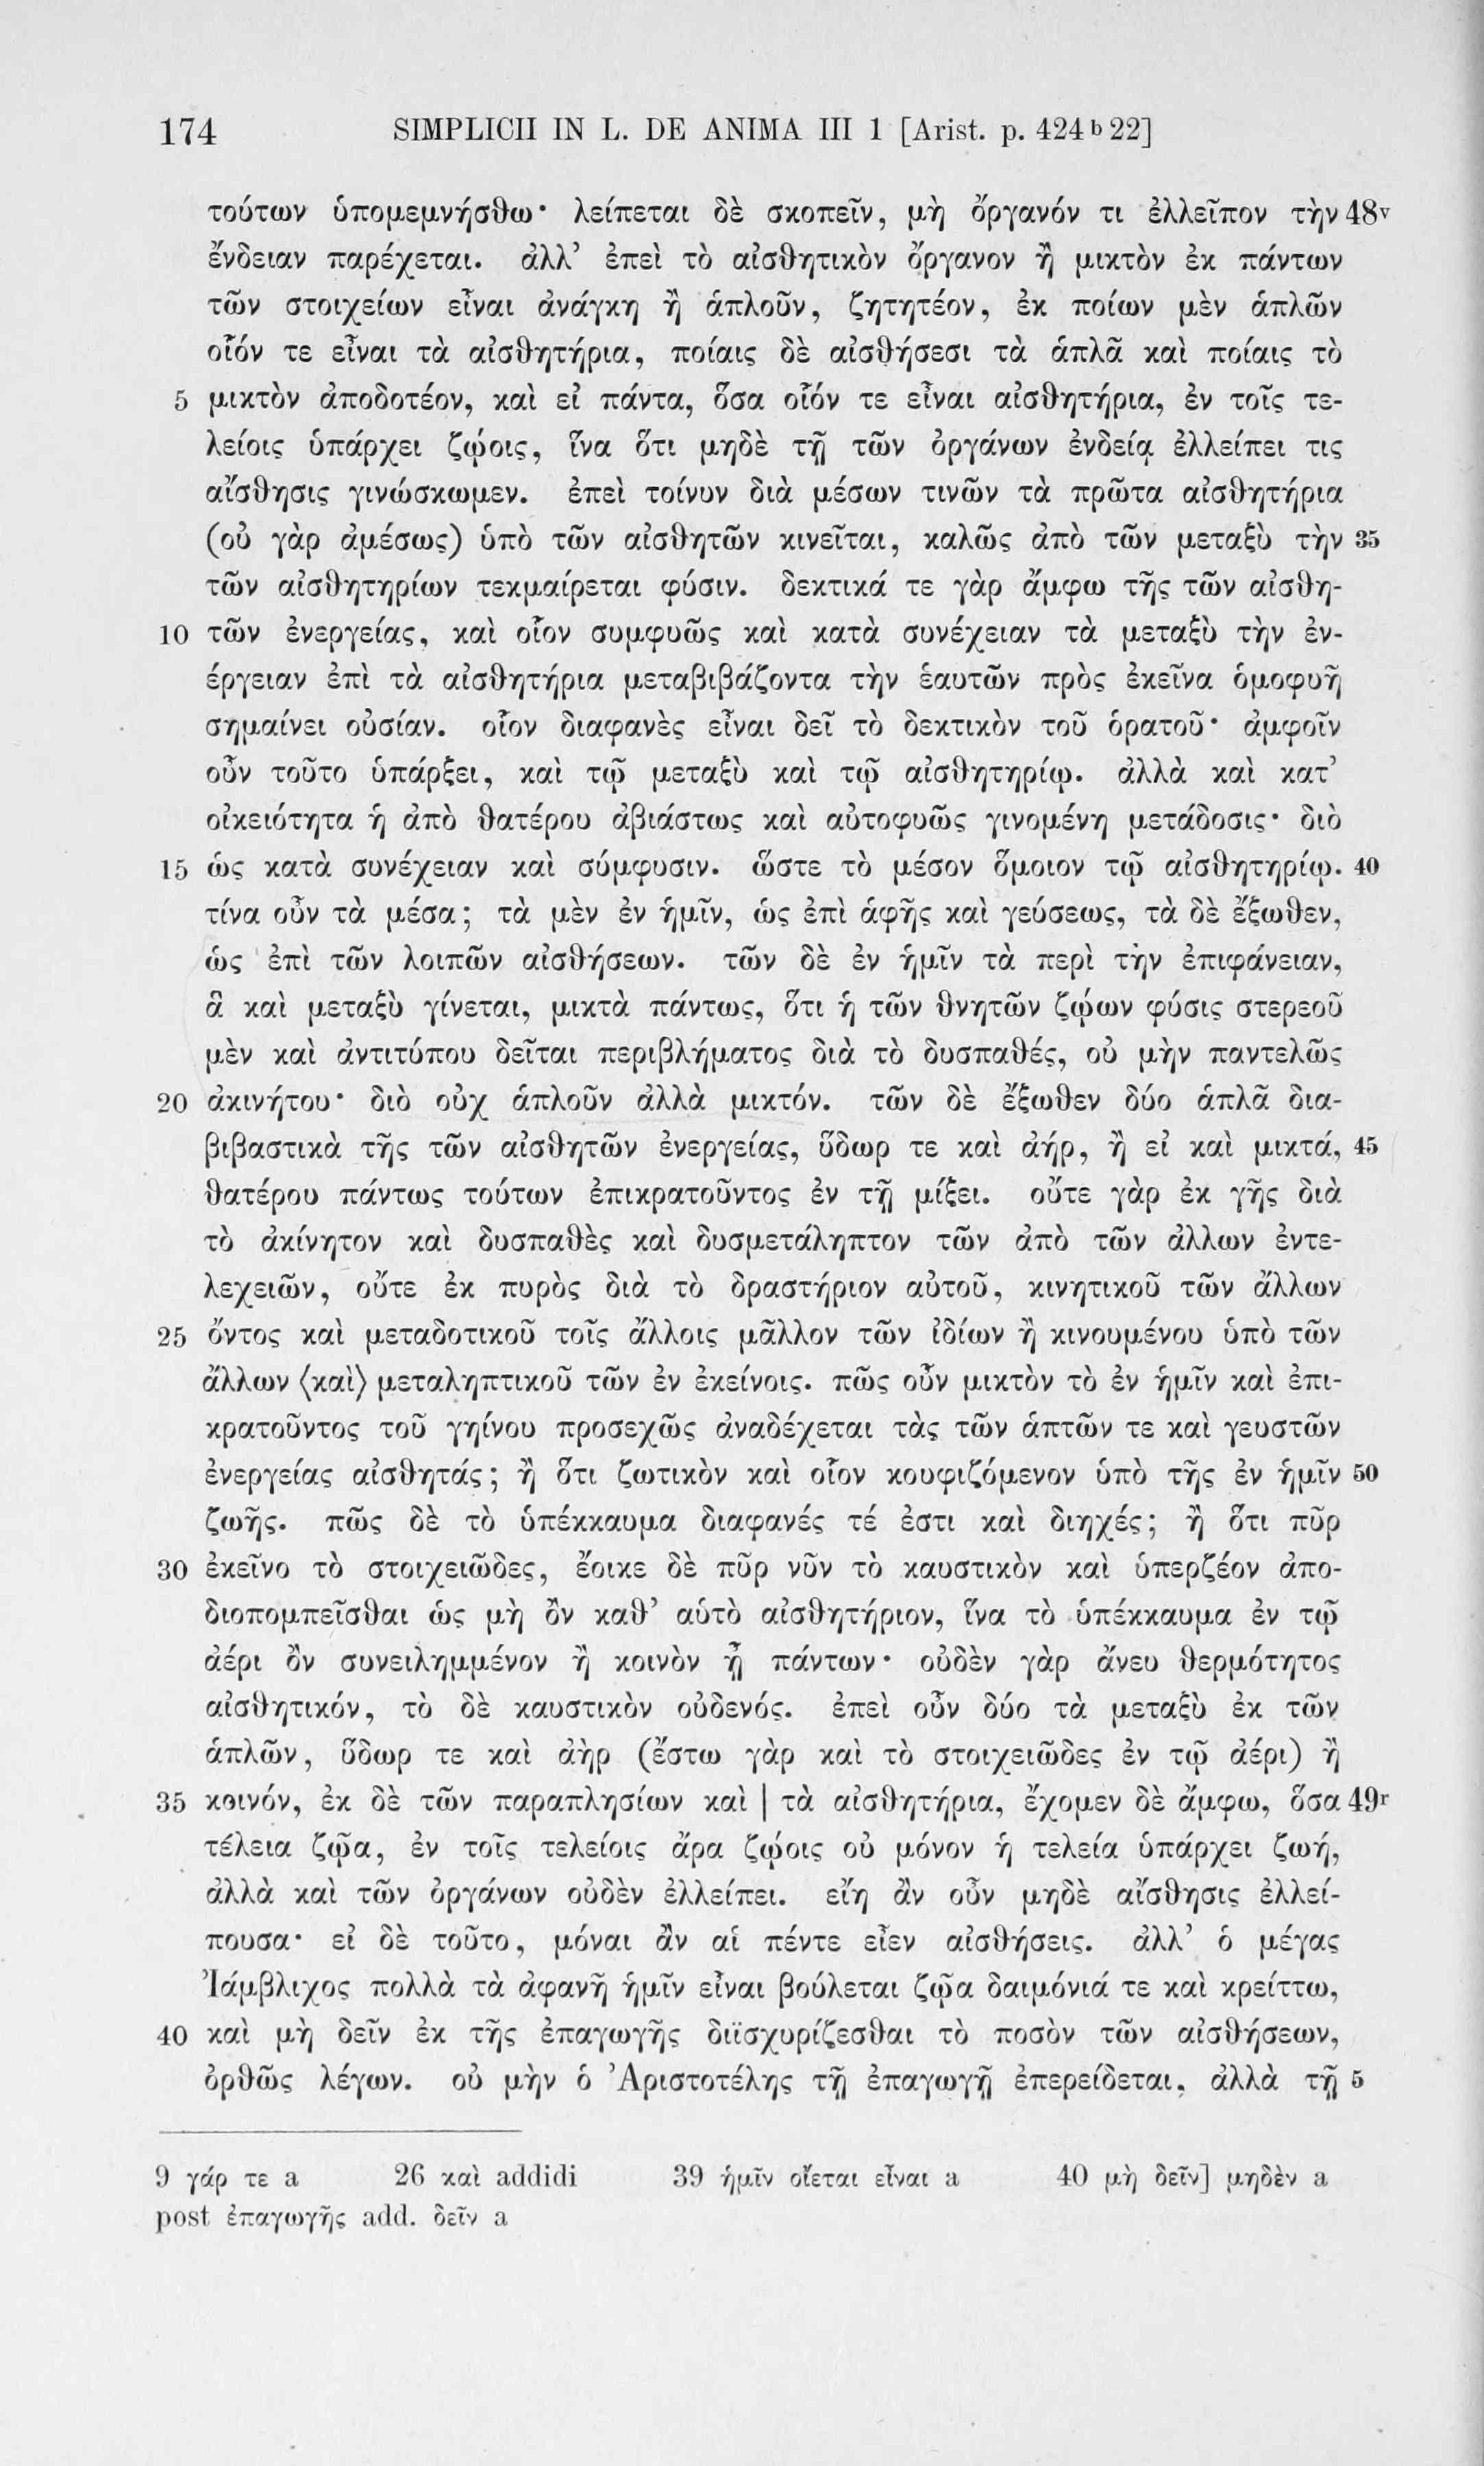 174 SIMPLICII IN L. DE ANIMA III 1 [Arist. p. 424 b 22]
τούτων ὑπομεμνήσθω· λείπεται δὲ σκοπεῖν, μὴ ὄργανόν τι ἐλλεῖπον τὴν 48v
ἔνδειαν παρέχεται. ἀλλ’ ἐπεὶ τὸ αἰσθητικὸν ὄργανον ἢ μικτὸν ἐκ πάντων
τῶν στοιχείων εἶναι ἀνάγκη ἢ ἁπλοῦν, ζητητέον, ἐκ ποίων μὲν ἁπλῶν
οἷόν τε εἶναι τὰ αἰσθητήρια, ποίαις δὲ αἰσθήσεσι τὰ ἁπλᾶ καὶ ποίαις τὸ
5 μικτὸν ἀποδοτέον, καὶ εἰ πάντα, ὅσα οἷόν τε εἶναι αἰσθητήρια, ἐν τοῖς τε-
λείοις ὑπάρχει ζῴοις, ἵνα ὅτι μηδὲ τῇ τῶν ὀργάνων ἐνδείᾳ ἐλλείπει τις
αἴσθησις γινώσκωμεν. ἐπεὶ τοίνυν διὰ μέσων τινῶν τὰ πρῶτα αἰσθητήρια
(οὐ γὰρ ἀμέσως) ὑπὸ τῶν αἰσθητῶν κινεῖται, καλῶς ἀπὸ τῶν μεταξὺ τὴν 35
τῶν αἰσθητηρίων τεκμαίρεται φύσιν. δεκτικά τε γὰρ ἄμφω τῆς τῶν αἰσθη-
10 τῶν ἐνεργείας, καὶ οἷον συμφυῶς καὶ κατὰ συνέχειαν τὰ μεταξὺ τὴν ἐν-
έργειαν ἐπὶ τὰ αἰσθητήρια μεταβιβάζοντα τὴν ἑαυτῶν πρὸς ἐκεῖνα ὁμοφυῆ
σημαίνει οὐσίαν. οἷον διαφανὲς εἶναι δεῖ τὸ δεκτικὸν τοῦ ὁρατοῦ· ἀμφοῖν
οὖν τοῦτο ὑπάρξει, καὶ τῷ μεταξὺ καὶ τῷ αἰσθητηρίῳ. ἀλλὰ καὶ κατ’
οἰκειότητα ἡ ἀπὸ θατέρου ἀβιάστως καὶ αὐτοφυῶς γινομένη μετάδοσις· διὸ
15 ὡς κατὰ συνέχειαν καὶ σύμφυσιν. ὥστε τὸ μέσον ὅμοιον τῷ αἰσθητηρίῳ. 40
τίνα οὖν τὰ μέσα; τὰ μὲν ἐν ἡμῖν, ὡς ἐπὶ ἁφῆς καὶ γεύσεως, τὰ δὲ ἔξωθεν,
ὡς ἐπὶ τῶν λοιπῶν αἰσθήσεων. τῶν δὲ ἐν ἡμῖν τὰ περὶ τὴν ἐπιφάνειαν,
ἃ καὶ μεταξὺ γίνεται, μικτὰ πάντως, ὅτι ἡ τῶν θνητῶν ζῴων φύσις στερεοῦ
μὲν καὶ ἀντιτύπου δεῖται περιβλήματος διὰ τὸ δυσπαθές, οὐ μὴν παντελῶς
20 ἀκινήτου· διὸ οὐχ ἁπλοῦν ἀλλὰ μικτόν. τῶν δὲ ἔξωθεν δύο ἁπλᾶ δια-
βιβαστικὰ τῆς τῶν αἰσθητῶν ἐνεργείας, ὕδωρ τε καὶ ἀήρ, ἢ εἰ καὶ μικτά, 45
θατέρου πάντως τούτων ἐπικρατοῦντος ἐν τῇ μίξει. οὔτε γὰρ ἐκ γῆς διὰ
τὸ ἀκίνητον καὶ δυσπαθὲς καὶ δυσμετάληπτον τῶν ἀπὸ τῶν ἄλλων ἐντε-
λεχειῶν, οὔτε ἐκ πυρὸς διὰ τὸ δραστήριον αὐτοῦ, κινητικοῦ τῶν ἄλλων
25 ὄντος καὶ μεταδοτικοῦ τοῖς ἄλλοις μᾶλλον τῶν ἰδίων ἢ κινουμένου ὑπὸ τῶν
ἄλλων ⟨καὶ⟩ μεταληπτικοῦ τῶν ἐν ἐκείνοις. πῶς οὖν μικτὸν τὸ ἐν ἡμῖν καὶ ἐπι-
κρατοῦντος τοῦ γηίνου προσεχῶς ἀναδέχεται τὰς τῶν ἁπτῶν τε καὶ γευστῶν
ἐνεργείας αἰσθητάς; ἢ ὅτι ζωτικὸν καὶ οἷον κουφιζόμενον ὑπὸ τῆς ἐν ἡμῖν 50
ζωῆς. πῶς δὲ τὸ ὑπέκκαυμα διαφανές τέ ἐστι καὶ διηχές; ἢ ὅτι πῦρ
30 ἐκεῖνο τὸ στοιχειῶδες, ἔοικε δὲ πῦρ νῦν τὸ καυστικὸν καὶ ὑπερζέον ἀπο-
διοπομπεῖσθαι ὡς μὴ ὂν καθ’ αὑτὸ αἰσθητήριον, ἵνα τὸ ὑπέκκαυμα ἐν τῷ
ἀέρι ὂν συνειλημμένον ἢ κοινὸν ᾖ πάντων· οὐδὲν γὰρ ἄνευ θερμότητος
αἰσθητικόν, τὸ δὲ καυστικὸν οὐδενός. ἐπεὶ οὖν δύο τὰ μεταξὺ ἐκ τῶν
ἁπλῶν, ὕδωρ τε καὶ ἀὴρ (ἔστω γὰρ καὶ τὸ στοιχειῶδες ἐν τῷ ἀέρι) ἢ
35 κοινόν, ἐκ δὲ τῶν παραπλησίων καὶ | τὰ αἰσθητήρια, ἔχομεν δὲ ἄμφω, ὅσα 49r
τέλεια ζῷα, ἐν τοῖς τελείοις ἄρα ζῴοις οὐ μόνον ἡ τελεία ὑπάρχει ζωή,
ἀλλὰ καὶ τῶν ὀργάνων οὐδὲν ἐλλείπει. εἴη ἂν οὖν μηδὲ αἴσθησις ἐλλεί-
πουσα· εἰ δὲ τοῦτο, μόναι ἂν αἱ πέντε εἶεν αἰσθήσεις. ἀλλ’ ὁ μέγας
Ἰάμβλιχος πολλὰ τὰ ἀφανῆ ἡμῖν εἶναι βούλεται ζῷα δαιμόνιά τε καὶ κρείττω,
40 καὶ μὴ δεῖν ἐκ τῆς ἐπαγωγῆς διϊσχυρίζεσθαι τὸ ποσὸν τῶν αἰσθήσεων,
ὀρθῶς λέγων. οὐ μὴν ὁ Ἀριστοτέλης τῇ ἐπαγωγῇ ἐπερείδεται, ἀλλὰ τῇ 5
9 γάρ τε a 26 καὶ addidi 39 ἡμῖν οἴεται εἶναι a 40 μὴ δεῖν] μηδὲν a
post ἐπαγωγῆς add. δεῖν a